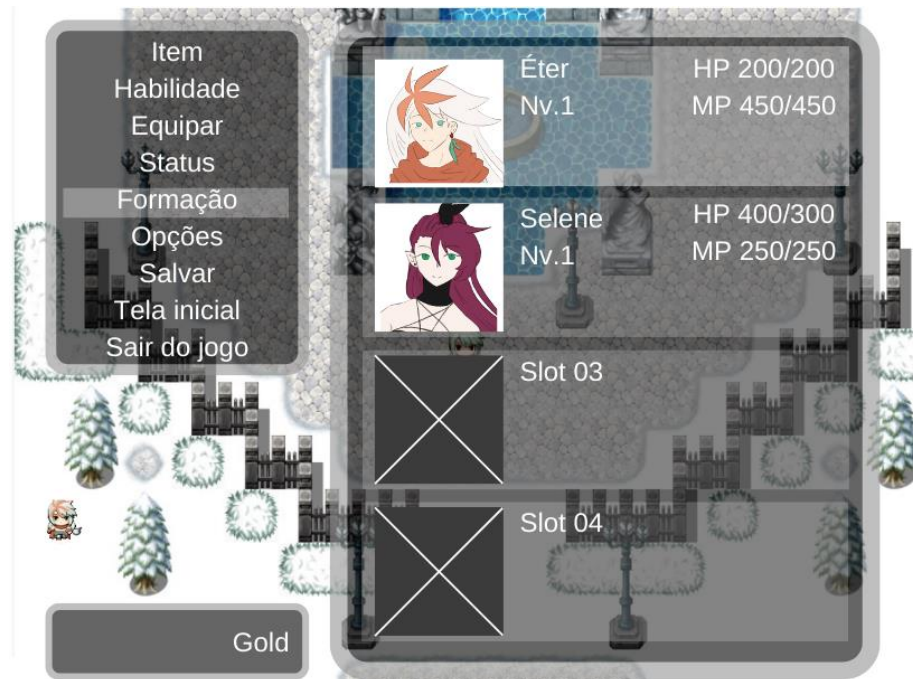 Item
Habilidade
Equipar
Status
Formação
Opções
Salvar
Tela inicial
Sair do jogo
Gold
Éter HP 200/200
Nv.1 MP 450/450
Selene HP 400/300
Nv.1 MP 250/250
Slot 03
Slot 04